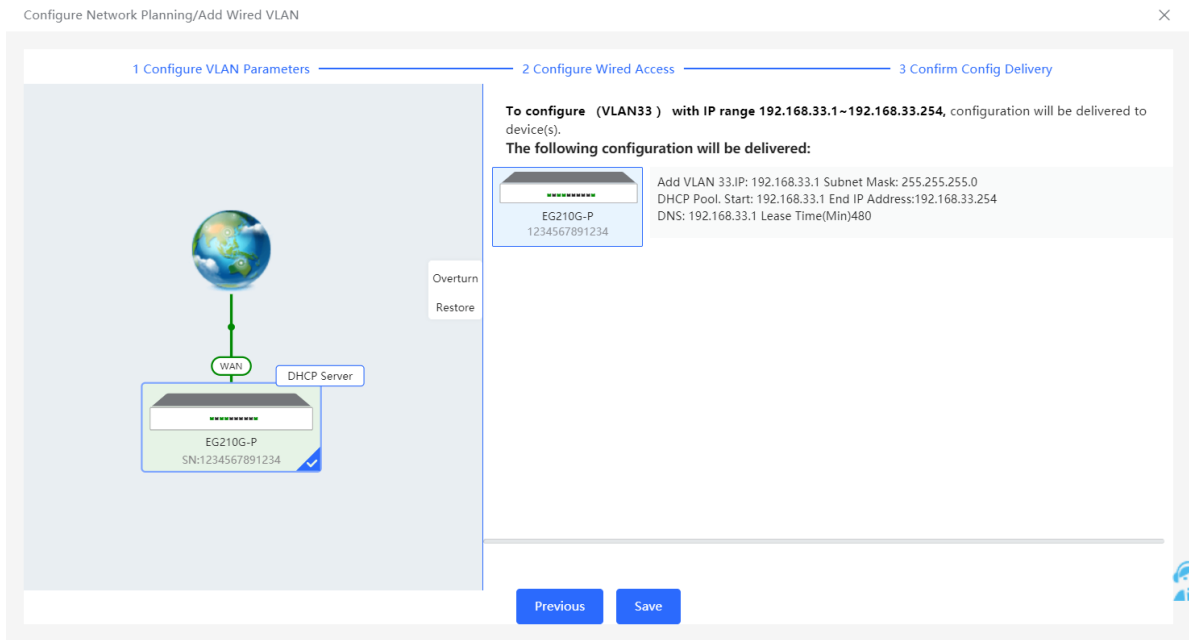 Configure Network Planning/Add Wired VLAN
1 Configure VLAN Parameters
2 Configure Wired Access
3 Confirm Config Delivery
Overturn
Restore
WAN
DHCP Server
EG210G-P
SN:1234567891234
To configure （VLAN33 ） with IP range 192.168.33.1~192.168.33.254, configuration will be delivered to
device(s).
The following configuration will be delivered:
EG210G-P
1234567891234
Add VLAN 33.IP: 192.168.33.1 Subnet Mask: 255.255.255.0
DHCP Pool. Start: 192.168.33.1 End IP Address:192.168.33.254
DNS: 192.168.33.1 Lease Time(Min)480
Previous
Save